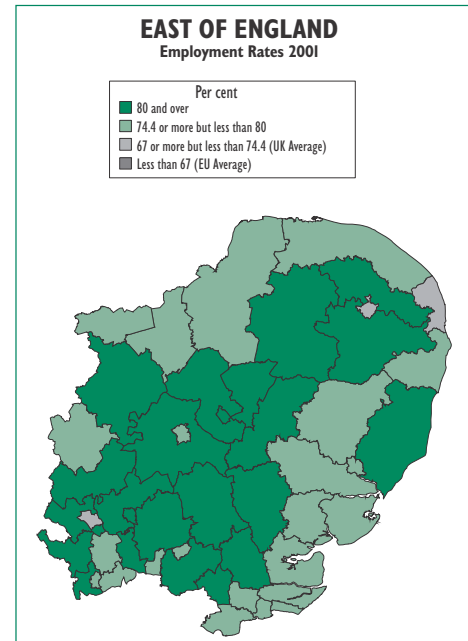 EAST OF ENGLAND
Employment Rates 2001
Per cent
80 and over
74.4 or more but less than 80
67 or more but less than 74.4 (UK Average)
Less than 67 (EU Average)